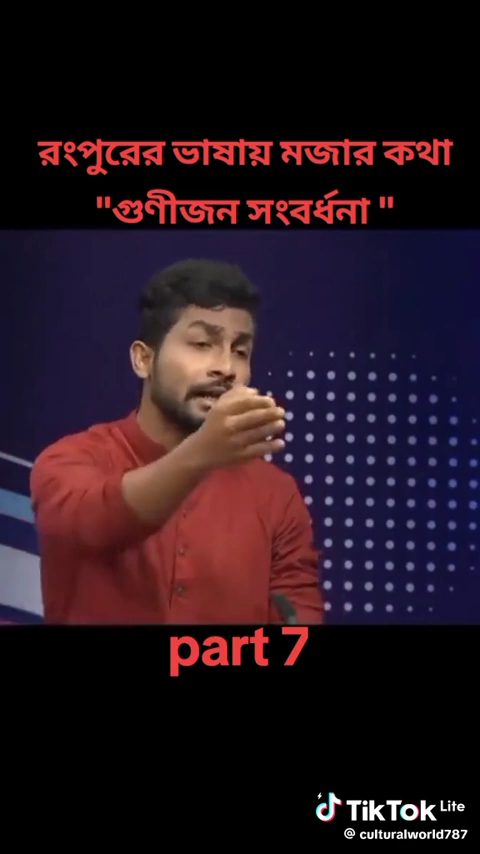 রংপুরের ভাষায় মজার কথা
"গুণীজন সংবর্ধনা "
part 7
TikTok Lite
culturalworld787